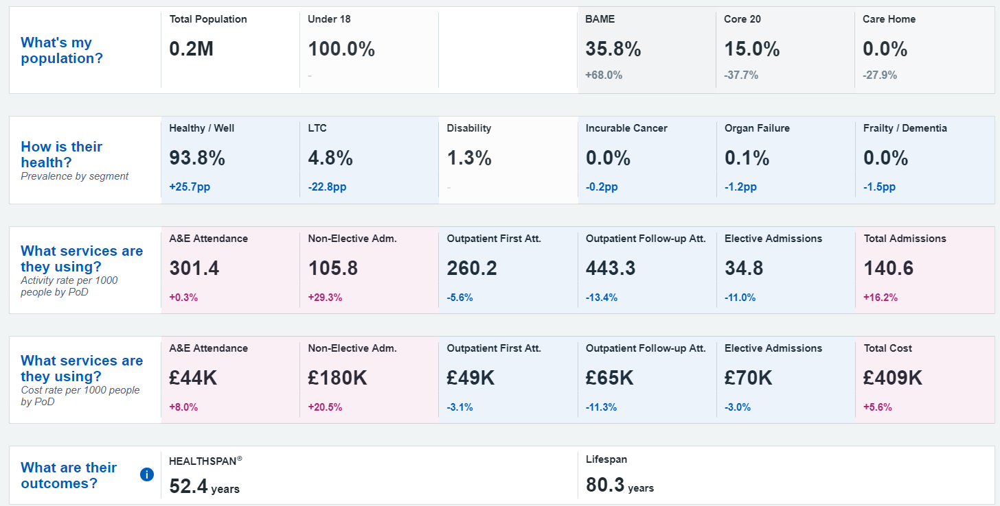 What's my
population?
Total Population
0.2M
Under 18
100.0%
-
BAME
35.8%
+68.0%
Core 20
15.0%
-37.7%
Care Home
0.0%
-27.9%
How is their
health?
Prevalence by segment
Healthy / Well
93.8%
+25.7pp
LTC
4.8%
-22.8pp
Disability
1.3%
-
Incurable Cancer
0.0%
-0.2pp
Organ Failure
0.1%
-1.2pp
Frailty / Dementia
0.0%
-1.5pp
What services are
they using?
Activity rate per 1000
people by PoD
A&E Attendance
301.4
+0.3%
Non-Elective Adm.
105.8
+29.3%
Outpatient First Att.
260.2
-5.6%
Outpatient Follow-up Att.
443.3
-13.4%
Elective Admissions
34.8
-11.0%
Total Admissions
140.6
+16.2%
What services are
they using?
Cost rate per 1000 people
by PoD
A&E Attendance
£44K
+8.0%
Non-Elective Adm.
£180K
+20.5%
Outpatient First Att.
£49K
-3.1%
Outpatient Follow-up Att.
£65K
-11.3%
Elective Admissions
£70K
-3.0%
Total Cost
£409K
+5.6%
What are their
outcomes?
i
HEALTHSPAN®
52.4 years
Lifespan
80.3 years